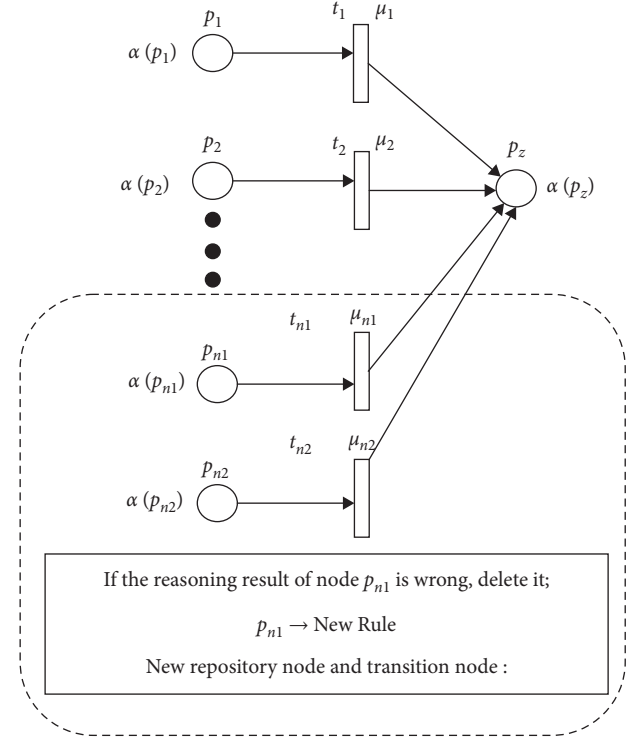 p1
t1 μ1
α (p1)
p2
t2 μ2
pz
α (p2)
α (pz)
tn1 μn1
pn1
α (pn1)
tn2 μn2
pn2
α (pn2)
If the reasoning result of node pn1 is wrong, delete it;
pn1 → New Rule
New repository node and transition node :